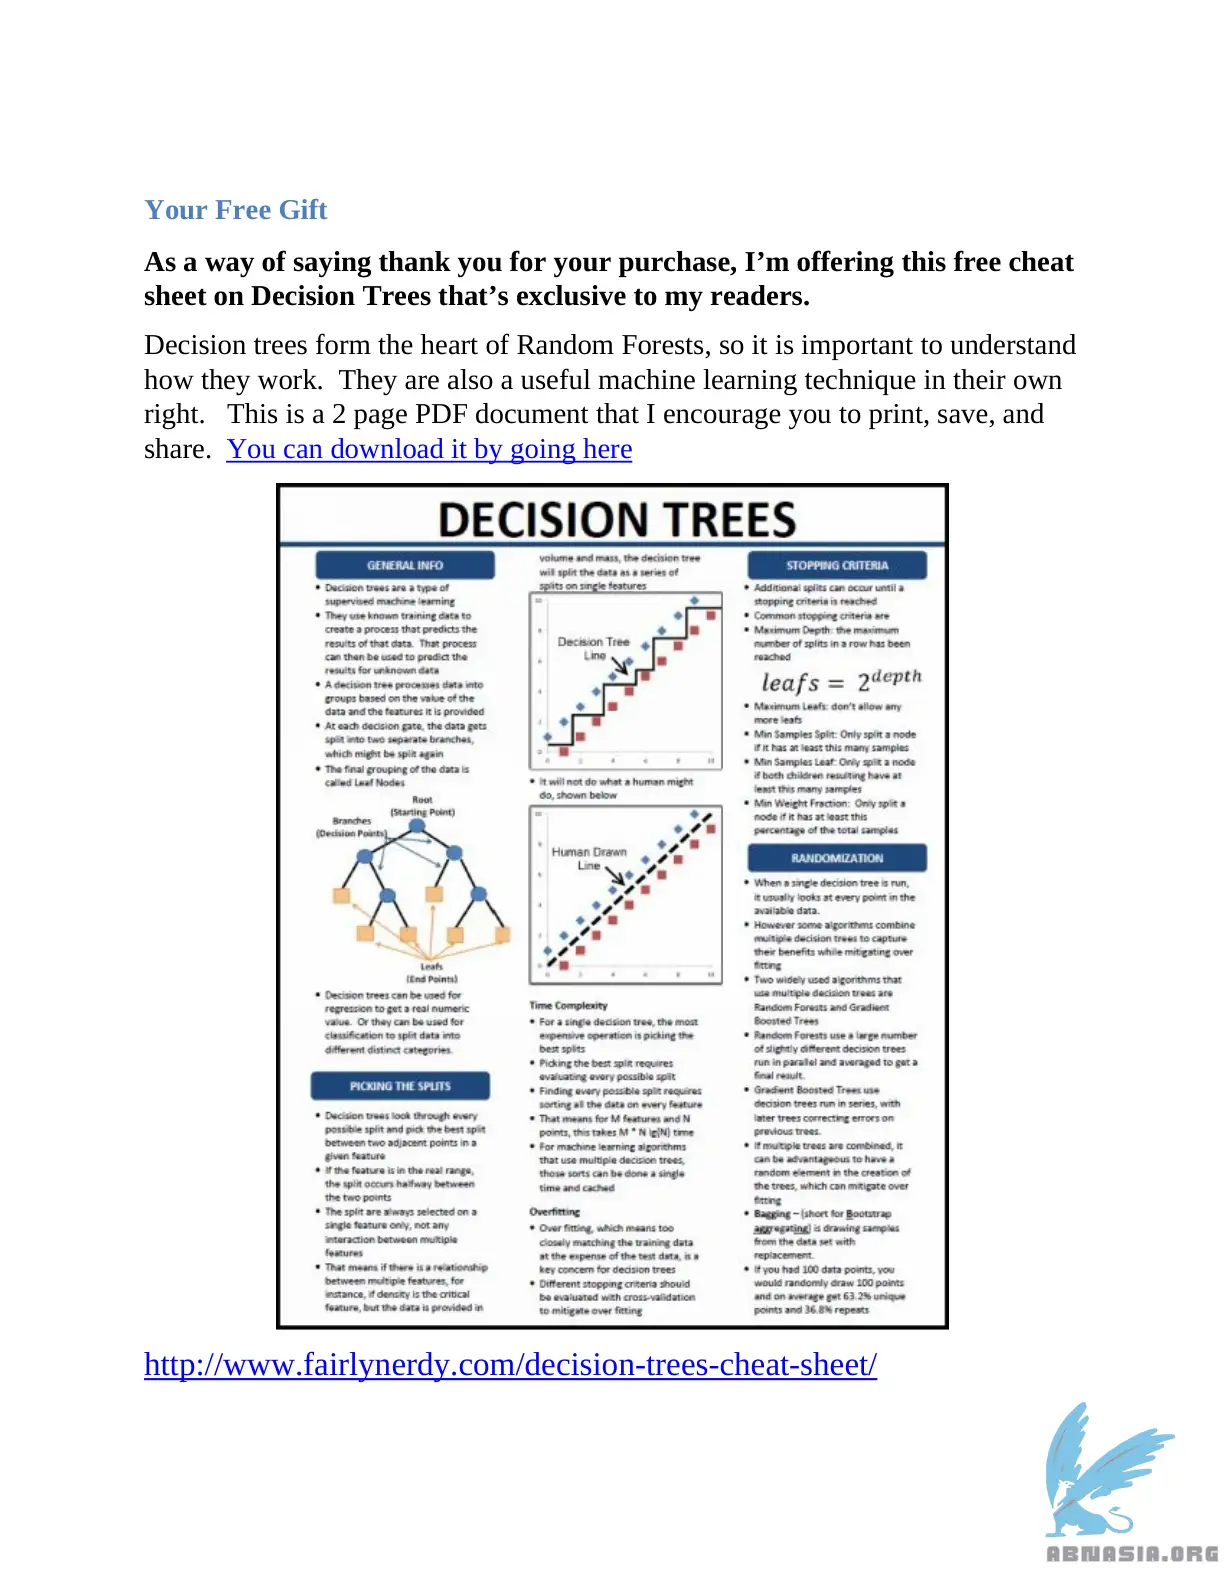 Your Free Gift
As a way of saying thank you for your purchase, I’m offering this free cheat
sheet on Decision Trees that’s exclusive to my readers.
Decision trees form the heart of Random Forests, so it is important to understand
how they work.  They are also a useful machine learning technique in their own
right.   This is a 2 page PDF document that I encourage you to print, save, and
share.  You can download it by going here
DECISION TREES
GENERAL INFO
• Decision trees are a type of
supervised machine learning
• They use known training data to
create a process that predicts the
results of that data.  That process
can then be used to predict the
results for unknown data
• A decision tree processes data into
groups based on the value of the
data and the features it is provided
• At each decision gate, the data gets
split into two separate branches,
which might be split again
• The final grouping of the data is
called Leaf Nodes
Root
(Starting Point)
Branches
(Decision Points)
Leafs
(End Points)
• Decision trees can be used for
regression to get a real numeric
value.  Or they can be used for
classification to split data into
different distinct categories.
PICKING THE SPLITS
• Decision trees look through every
possible split and pick the best split
between two adjacent points in a
given feature
• If the feature is in the real range,
the split occurs halfway between
the two points
• The split are always selected on a
single feature only, not any
interaction between multiple
features
• That means if there is a relationship
between multiple features, for
instance, if density is the critical
feature, but the data is provided in
volume and mass, the decision tree
will split the data as a series of
splits on single features
Decision Tree
Line
10
8
6
4
2
0
0 2 4 6 8 10
• It will not do what a human might
do, shown below
Human Drawn
Line
10
8
6
4
2
0
0 2 4 6 8 10
Time Complexity
• For a single decision tree, the most
expensive operation is picking the
best splits
• Picking the best split requires
evaluating every possible split
• Finding every possible split requires
sorting all the data on every feature
• That means for M features and N
points, this takes M * N lg(N) time
• For machine learning algorithms
that use multiple decision trees,
those sorts can be done a single
time and cached
Overfitting
• Over fitting, which means too
closely matching the training data
at the expense of the test data, is a
key concern for decision trees
• Different stopping criteria should
be evaluated with cross-validation
to mitigate over fitting
STOPPING CRITERIA
• Additional splits can occur until a
stopping criteria is reached
• Common stopping criteria are
• Maximum Depth: the maximum
number of splits in a row has been
reached
leafs = 2^depth
• Maximum Leafs: don't allow any
more leafs
• Min Samples Split: Only split a node
if it has at least this many samples
• Min Samples Leaf: Only split a node
if both children resulting have at
least this many samples
• Min Weight Fraction:  Only split a
node if it has at least this
percentage of the total samples
RANDOMIZATION
• When a single decision tree is run,
it usually looks at every point in the
available data.
• However some algorithms combine
multiple decision trees to capture
their benefits while mitigating over
fitting
• Two widely used algorithms that
use multiple decision trees are
Random Forests and Gradient
Boosted Trees
• Random Forests use a large number
of slightly different decision trees
run in parallel and averaged to get a
final result.
• Gradient Boosted Trees use
decision trees run in series, with
later trees correcting errors on
previous trees.
• If multiple trees are combined, it
can be advantageous to have a
random element in the creation of
the trees, which can mitigate over
fitting
• Bagging – (short for Bootstrap
aggregating) is drawing samples
from the data set with
replacement.
• If you had 100 data points, you
would randomly draw 100 points
and on average get 63.2% unique
points and 36.8% repeats
http://www.fairlynerdy.com/decision-trees-cheat-sheet/
ABNASIA.ORG